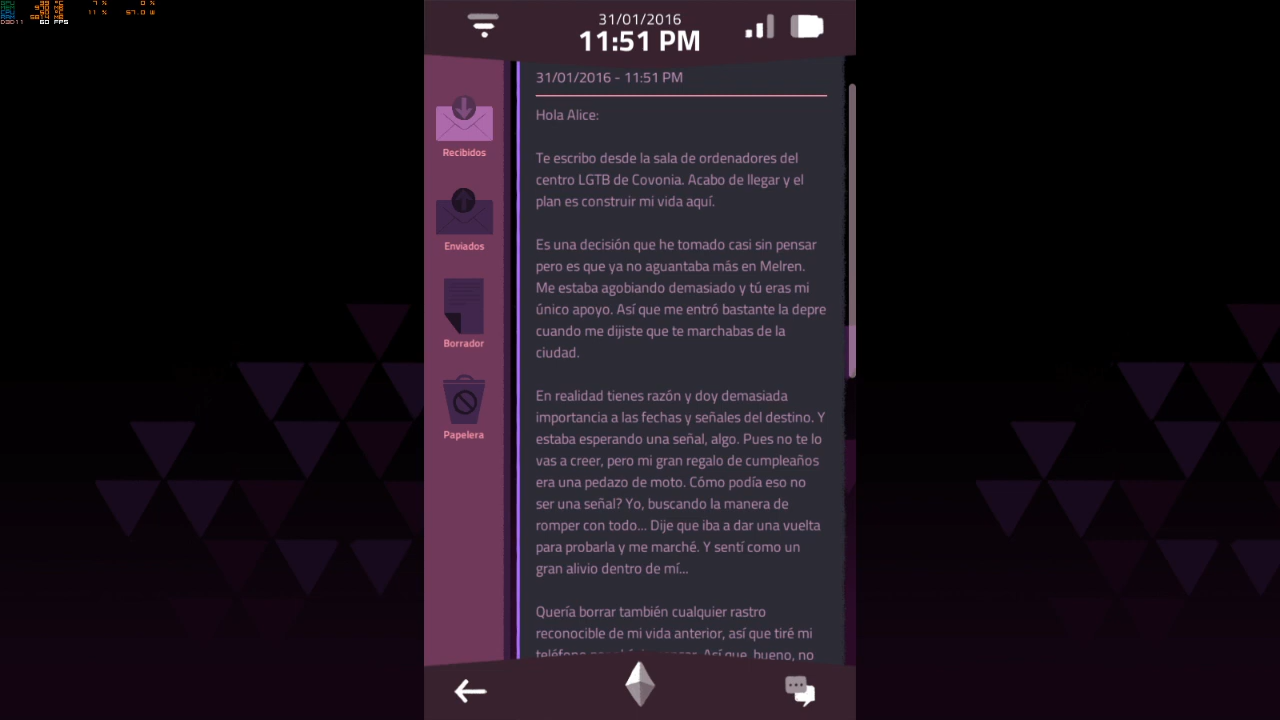 31/01/2016
11:51 PM
31/01/2016 - 11:51 PM
Hola Alice:
Te escribo desde la sala de ordenadores del
centro LGTB de Covonia. Acabo de llegar y el
plan es construir mi vida aquí.
Es una decisión que he tomado casi sin pensar
pero es que ya no aguantaba más en Melren.
Me estaba agobiando demasiado y tú eras mi
único apoyo. Así que me entró bastante la depre
cuando me dijiste que te marchabas de la
ciudad.
En realidad tienes razón y doy demasiada
importancia a las fechas y señales del destino. Y
estaba esperando una señal, algo. Pues no te lo
vas a creer, pero mi gran regalo de cumpleaños
era una pedazo de moto. Cómo podía eso no
ser una señal? Yo, buscando la manera de
romper con todo... Dije que iba a dar una vuelta
para probarla y me marché. Y sentí como un
gran alivio dentro de mí...
Quería borrar también cualquier rastro
reconocible de mi vida anterior, así que tiré mi
Así que, bueno, no
Recibidos
Enviados
Borrador
Papelera